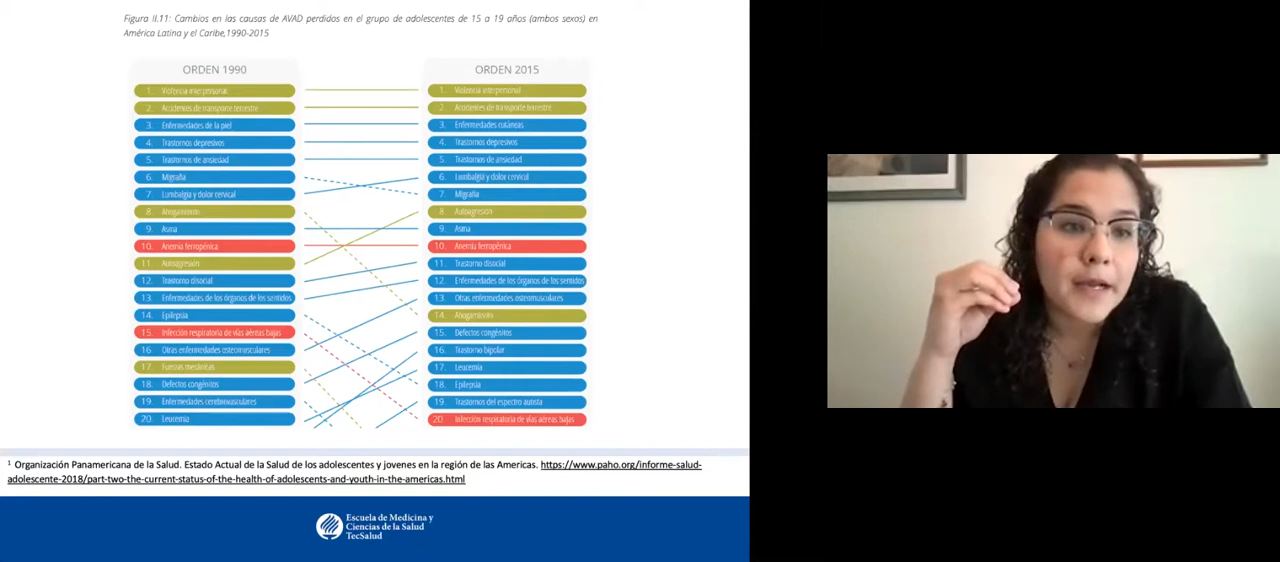 Figura II.11: Cambios en las causas de AVAD perdidos en el grupo de adolescentes de 15 a 19 años (ambos sexos) en
América Latina y el Caribe,1990-2015
ORDEN 1990
1. Violencia interpersonal
2. Accidentes de transporte terrestre
3. Enfermedades de la piel
4. Trastornos depresivos
5. Trastornos de ansiedad
6. Migraña
7. Lumbalgia y dolor cervical
8. Ahogamiento
9. Asma
10. Anemia ferropénica
11. Autoagresión
12. Trastorno disocial
13. Enfermedades de los órganos de los sentidos
14. Epilepsia
15. Infección respiratoria de vías aéreas bajas
16. Otras enfermedades osteomusculares
17. Fuerzas mecánicas
18. Defectos congénitos
19. Enfermedades cerebrovasculares
20. Leucemia
ORDEN 2015
1. Violencia interpersonal
2. Accidentes de transporte terrestre
3. Enfermedades cutáneas
4. Trastornos depresivos
5. Trastornos de ansiedad
6. Lumbalgia y dolor cervical
7. Migraña
8. Autoagresión
9. Asma
10. Anemia ferropénica
11. Trastorno disocial
12. Enfermedades de los órganos de los sentidos
13. Otras enfermedades osteomusculares
14. Ahogamiento
15. Defectos congénitos
16. Trastorno bipolar
17. Leucemia
18. Epilepsia
19. Trastornos del espectro autista
20. Infección respiratoria de vías aéreas bajas
1 Organización Panamericana de la Salud. Estado Actual de la Salud de los adolescentes y jovenes en la región de las Americas. https://www.paho.org/informe-salud-
adolescente-2018/part-two-the-current-status-of-the-health-of-adolescents-and-youth-in-the-americas.html
Escuela de Medicina y
Ciencias de la Salud
TecSalud